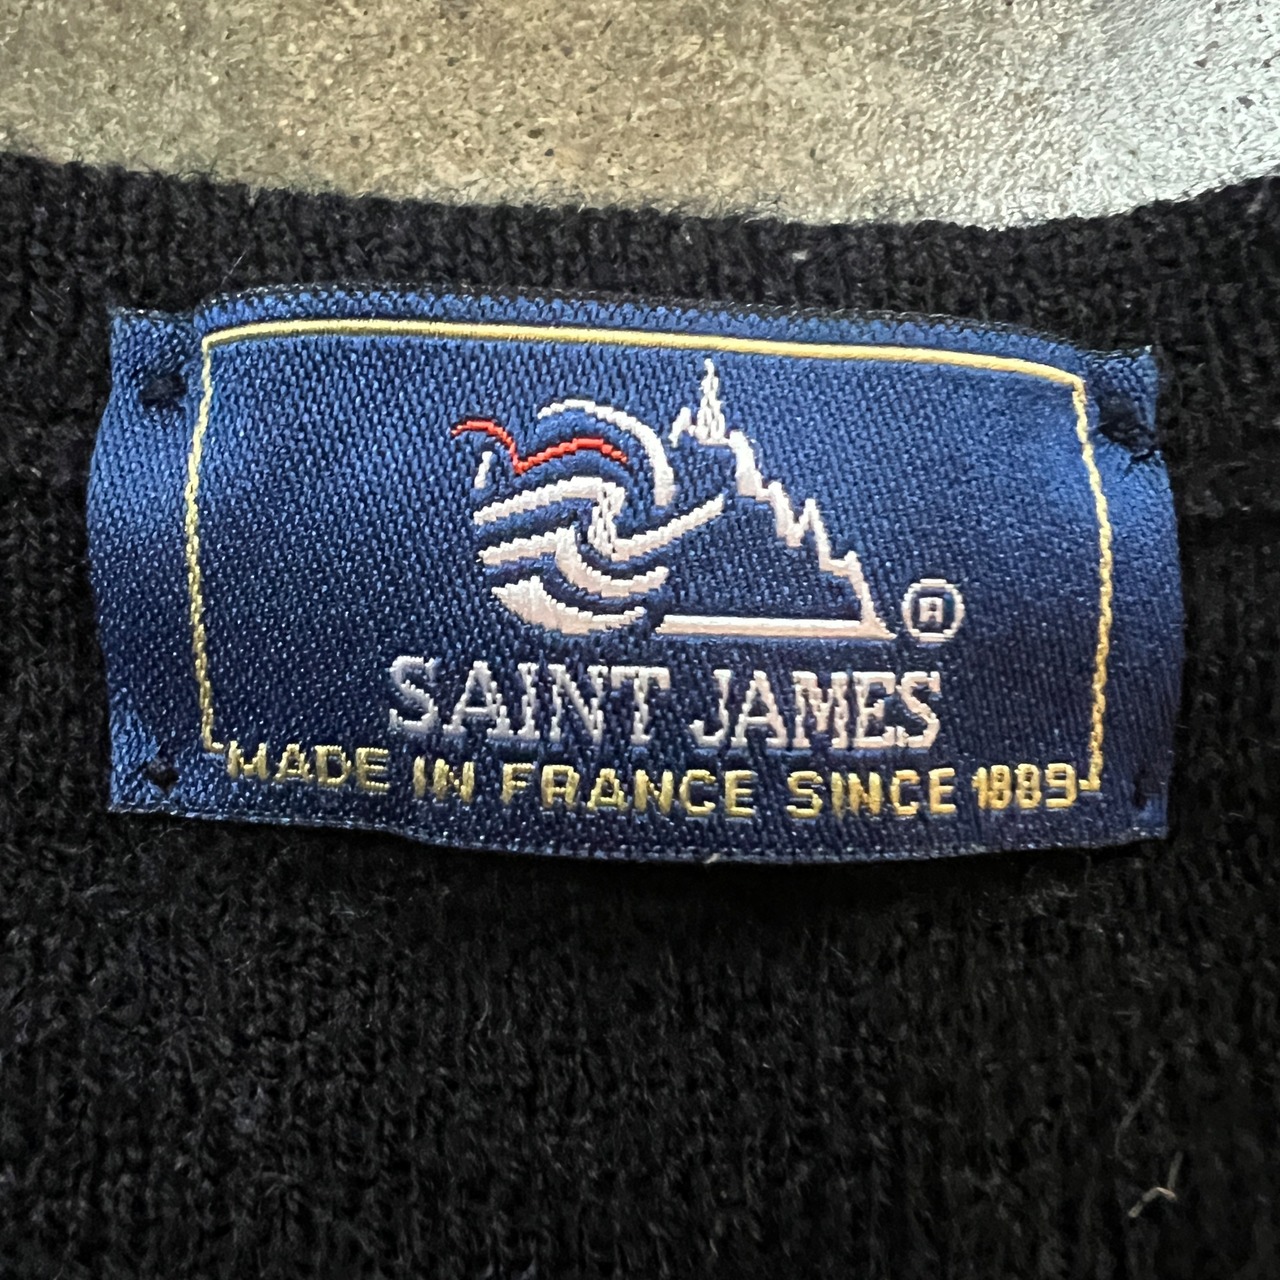 ®
SAINT JAMES
MADE IN FRANCE SINCE 1889